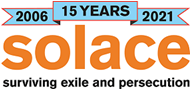 2006 15 YEARS 2021
solace
surviving exile and persecution